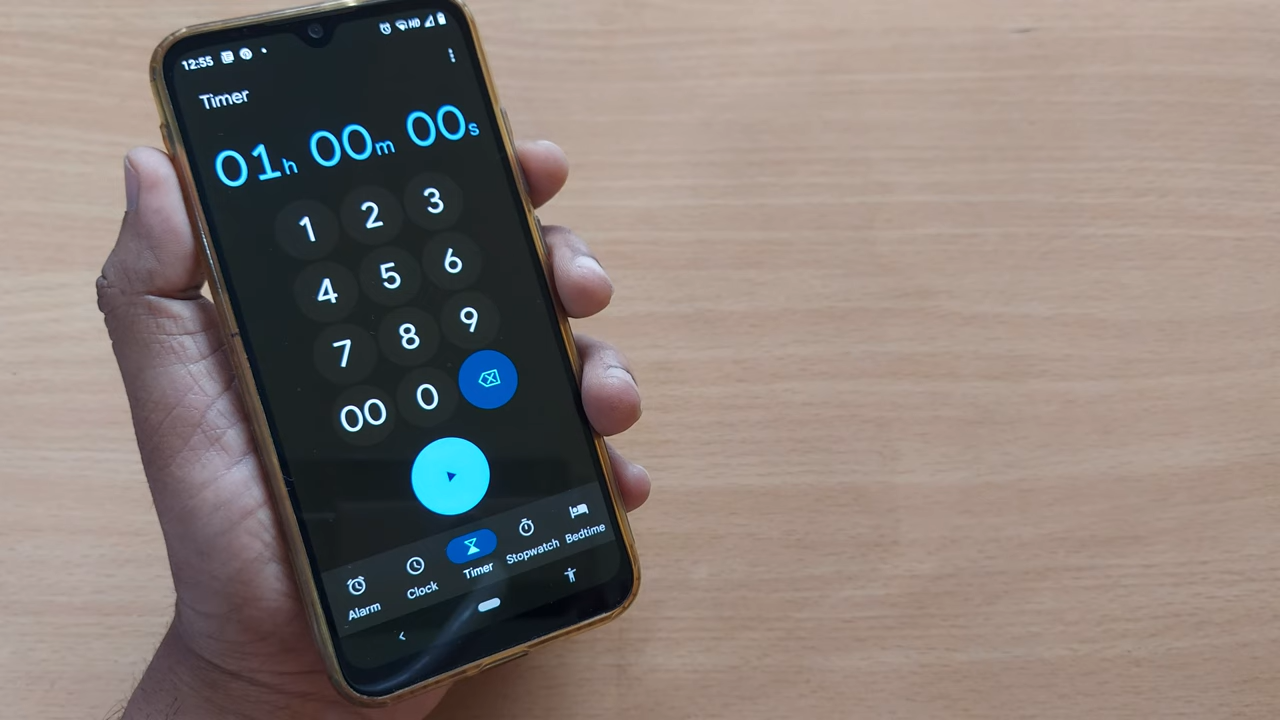 12:55 HD
Timer
01h 00m 00s
1 2 3
4 5 6
7 8 9
00 0
Alarm Clock Timer Stopwatch Bedtime